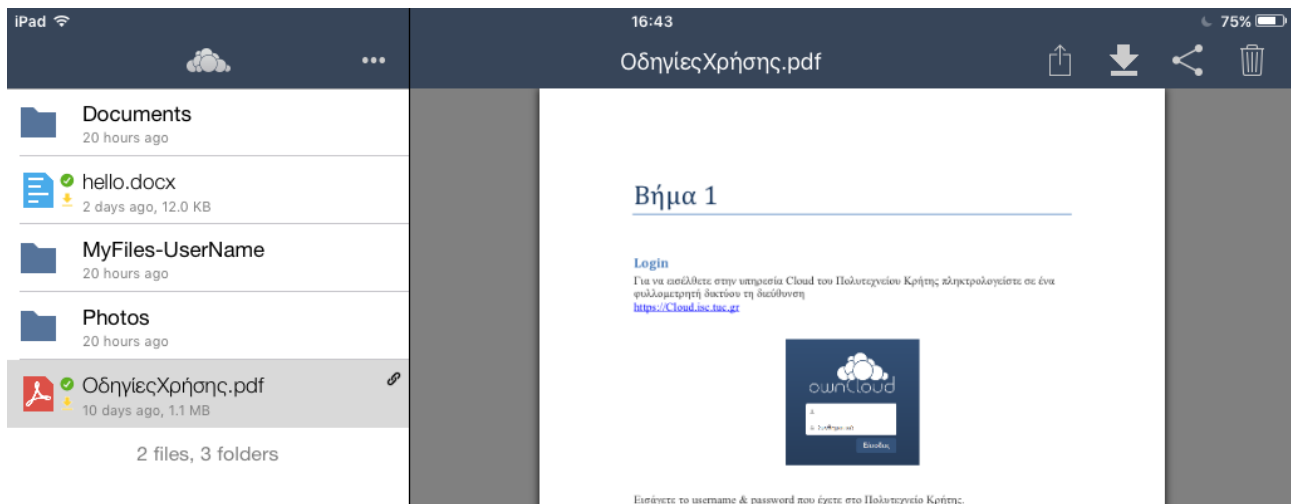 iPad
16:43
75%
ΟδηγίεςΧρήσης.pdf
Documents
20 hours ago
hello.docx
2 days ago, 12.0 KB
MyFiles-UserName
20 hours ago
Photos
20 hours ago
ΟδηγίεςΧρήσης.pdf
10 days ago, 1.1 MB
2 files, 3 folders
Βήμα 1
Login
Για να εισέλθετε στην υπηρεσία Cloud του Πολυτεχνείου Κρήτης πληκτρολογείστε σε ένα
φυλλομετρητή δικτύου τη διεύθυνση
https://Cloud.isc.tuc.gr
ownCloud
Είσοδος
Εισάγετε το username & password που έχετε στο Πολυτεχνείο Κρήτης.